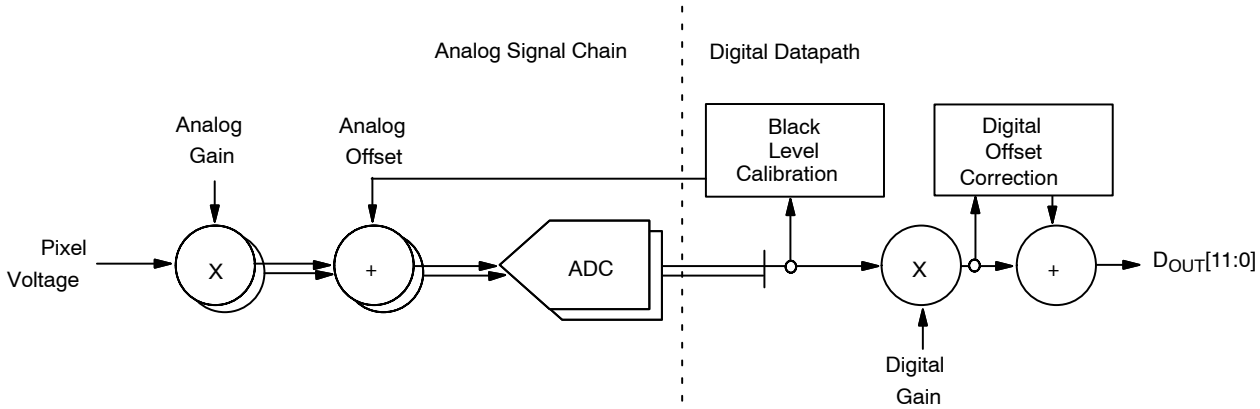 Analog Signal Chain
Digital Datapath
Analog
Gain
Analog
Offset
Black
Level
Calibration
Digital
Offset
Correction
Pixel
Voltage
X
+
ADC
X
+
DOUT[11:0]
Digital
Gain